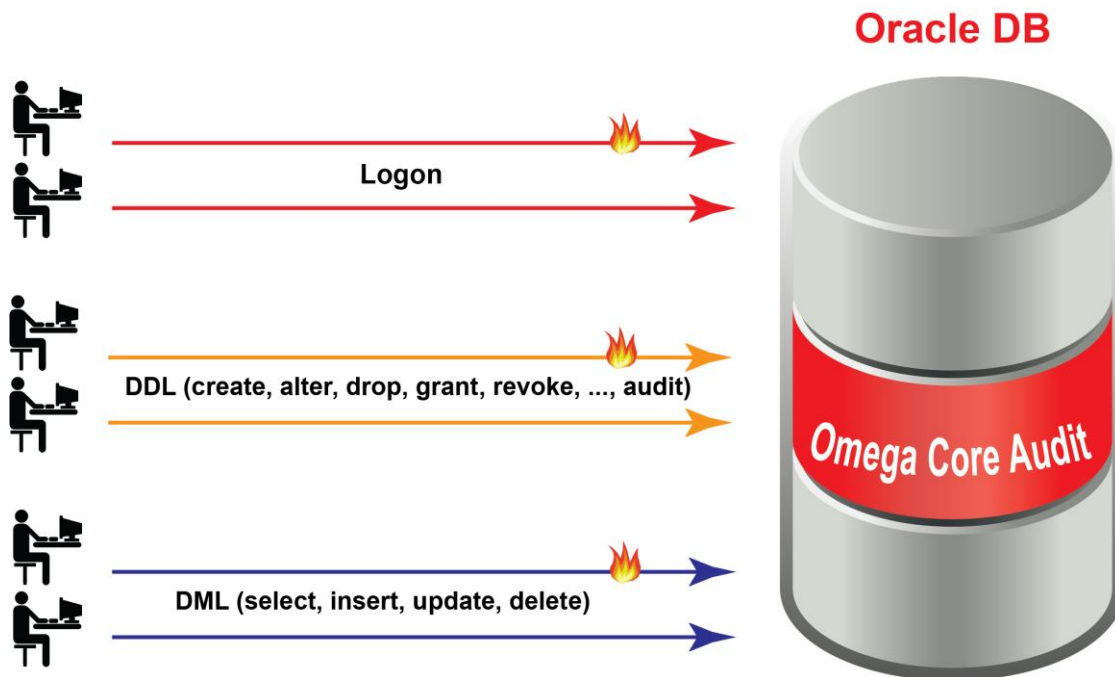 Oracle DB
Logon
DDL (create, alter, drop, grant, revoke, ..., audit)
Omega Core Audit
DML (select, insert, update, delete)